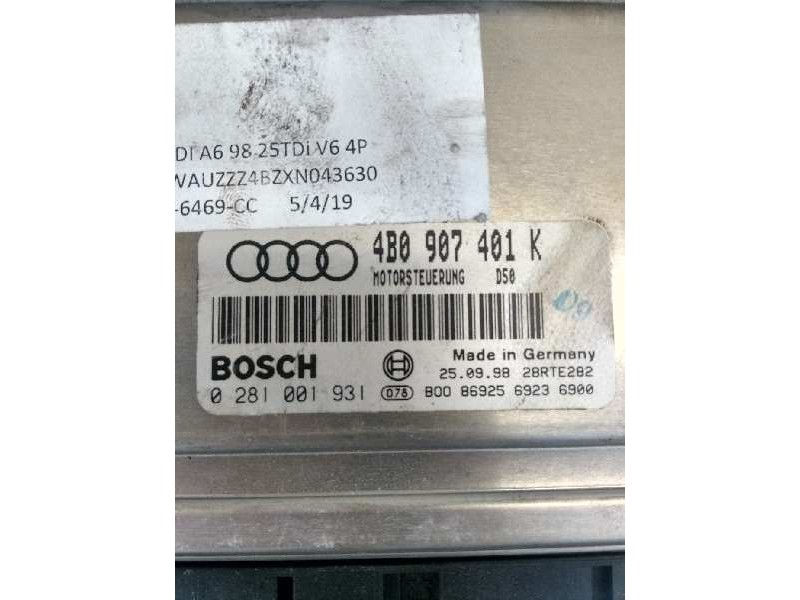 DI A6 98 25TDi V6 4P
WAUZZZ4BZXN043630
-6469-CC 5/4/19
4B0 907 401 K
MOTORSTEUERUNG D50
BOSCH
Made in Germany
25.09.98 28RTE282
0 281 001 931 078 B00 86925 6923 6900